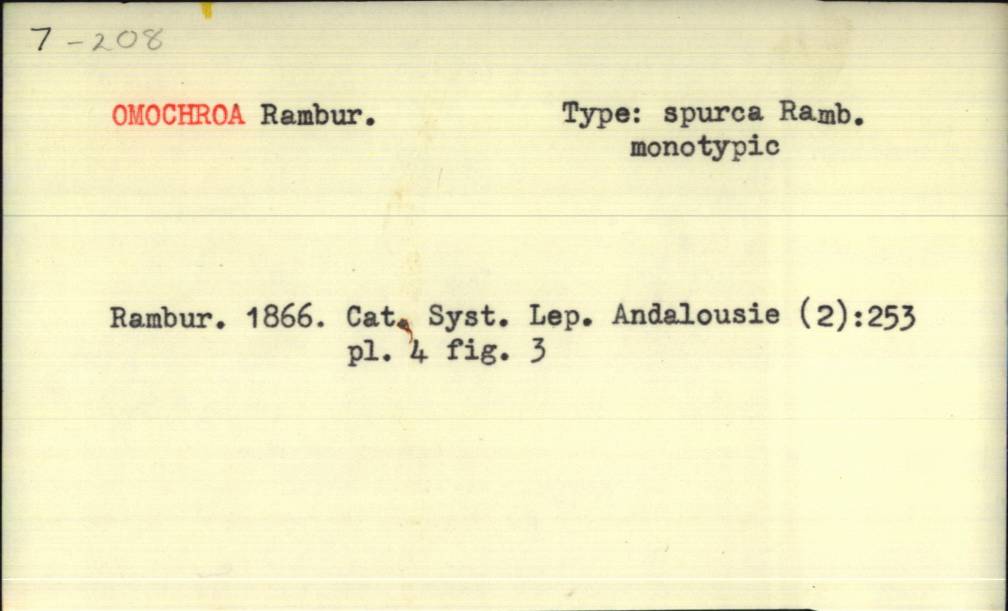 7-208
OMOCHROA Rambur. Type: spurca Ramb.
monotypic
Rambur. 1866. Cat. Syst. Lep. Andalousie (2):253
pl. 4 fig. 3